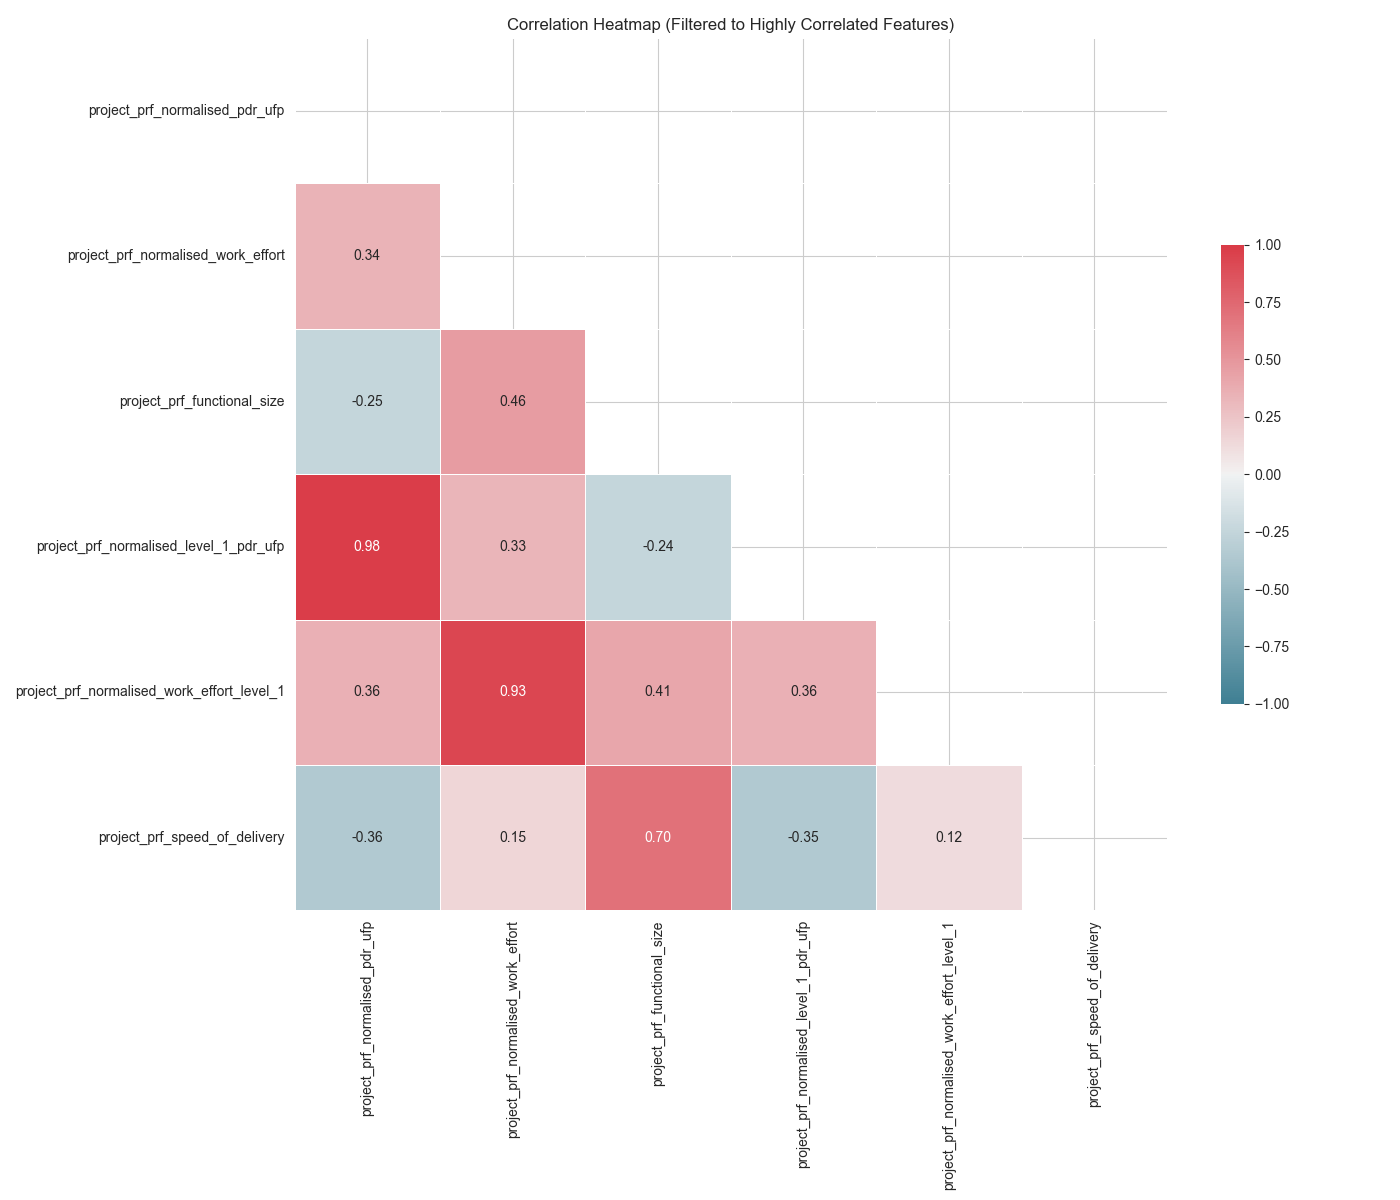 Correlation Heatmap (Filtered to Highly Correlated Features)
project_prf_normalised_pdr_ufp
project_prf_normalised_work_effort
0.34
project_prf_functional_size
-0.25
0.46
project_prf_normalised_level_1_pdr_ufp
0.98
0.33
-0.24
project_prf_normalised_work_effort_level_1
0.36
0.93
0.41
0.36
project_prf_speed_of_delivery
-0.36
0.15
0.70
-0.35
0.12
project_prf_normalised_pdr_ufp
project_prf_normalised_work_effort
project_prf_functional_size
project_prf_normalised_level_1_pdr_ufp
project_prf_normalised_work_effort_level_1
project_prf_speed_of_delivery
1.00
0.75
0.50
0.25
0.00
−0.25
−0.50
−0.75
−1.00